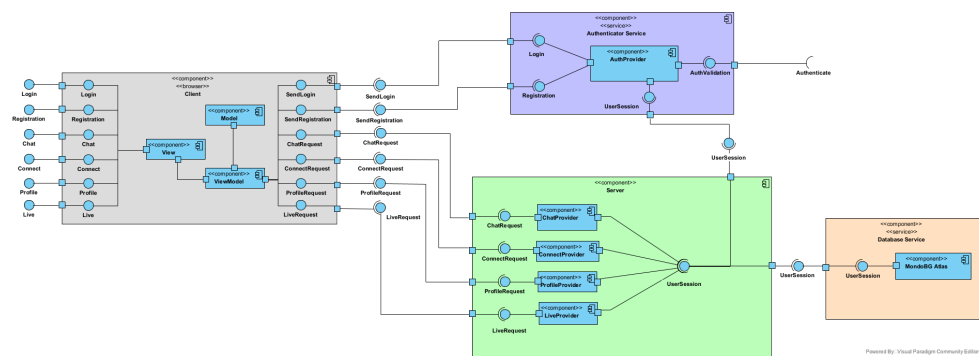 Login
Registration
Chat
Connect
Profile
Live
<<component>>
<<browser>>
Client
Login
Registration
Chat
Connect
Profile
Live
<<component>>
Model
<<component>>
View
<<component>>
ViewModel
SendLogin
SendRegistration
ChatRequest
ConnectRequest
ProfileRequest
LiveRequest
SendLogin
SendRegistration
ChatRequest
ConnectRequest
ProfileRequest
LiveRequest
<<component>>
<<service>>
Authenticator Service
Login
Registration
<<component>>
AuthProvider
AuthValidation
UserSession
Authenticate
UserSession
<<component>>
Server
ChatRequest
<<component>>
ChatProvider
ConnectRequest
<<component>>
ConnectProvider
ProfileRequest
<<component>>
ProfileProvider
LiveRequest
<<component>>
LiveProvider
UserSession
UserSession
<<component>>
<<service>>
Database Service
UserSession
<<component>>
MondeBG Atlas
Powered By: Visual Paradigm Community Edition